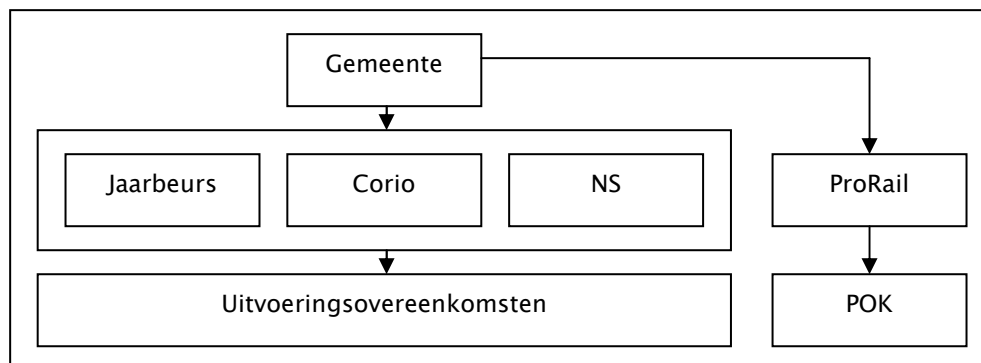 Gemeente
Jaarbeurs
Corio
NS
ProRail
Uitvoeringsovereenkomsten
POK